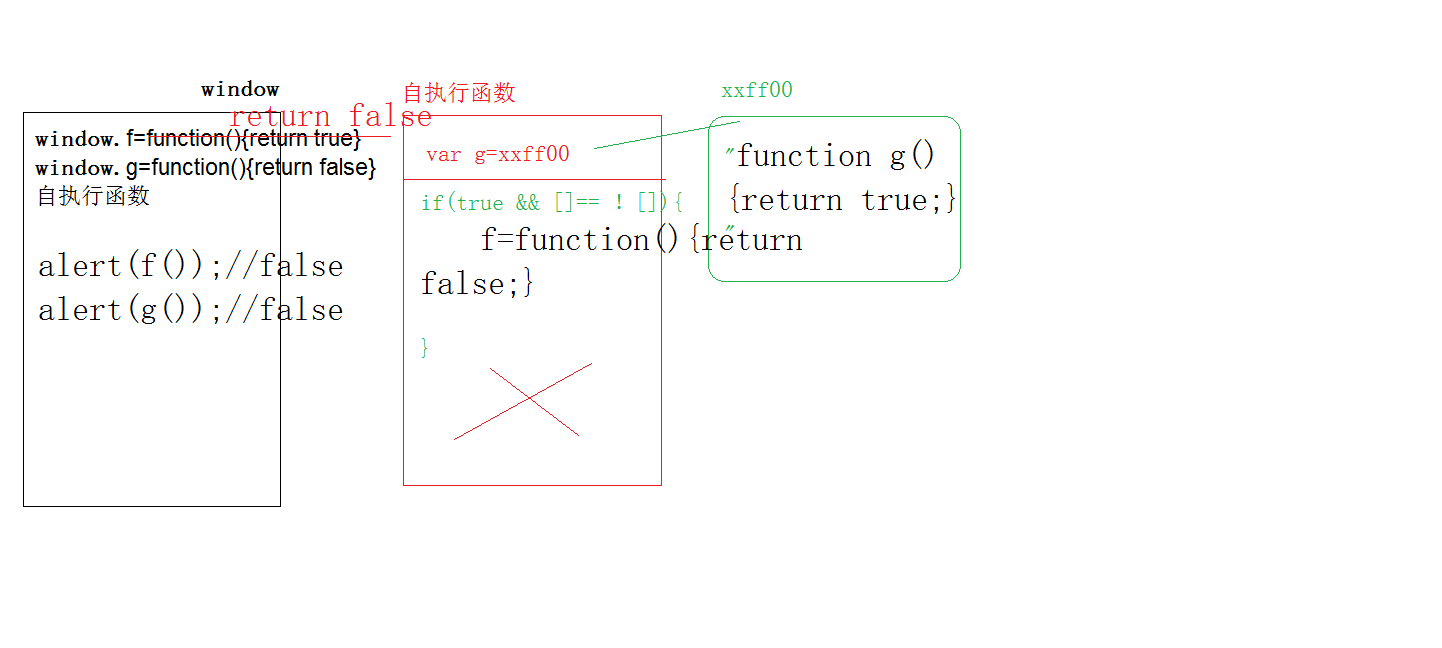 window
return false
window. f=function(){return true}
window. g=function(){return false}
自执行函数
alert(f());//false
alert(g());//false
自执行函数
var g=xxff00
if(true && []== ! []){
f=function(){return
false;}
}
xxff00
"function g()
{return true;}
"